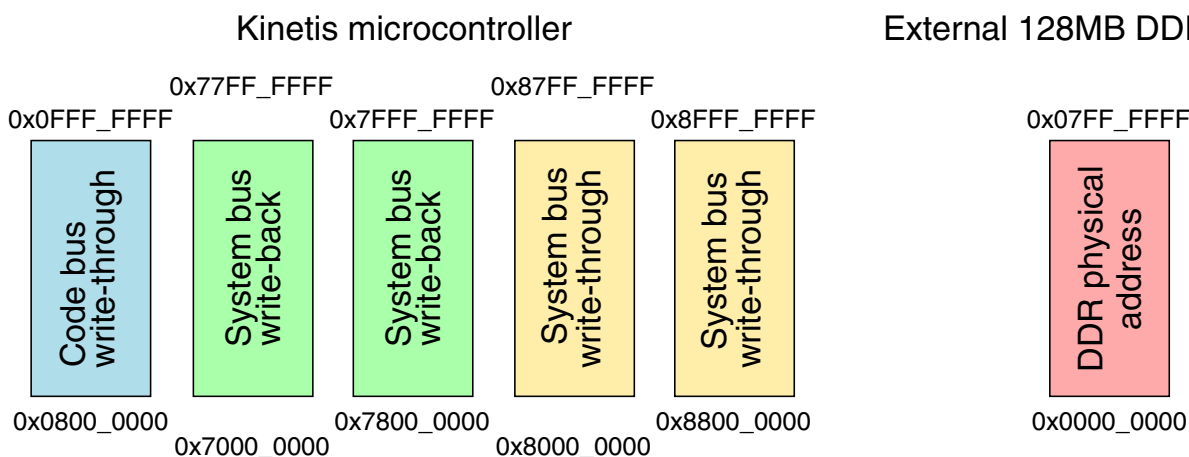 Kinetis microcontroller
External 128MB
0x77FF_FFFF
0x87FF_FFFF
0x0FFF_FFFF
0x7FFF_FFFF
0x8FFF_FFFF
0x07FF_FFFF
Code bus
write-through
System bus
write-back
System bus
write-back
System bus
write-through
System bus
write-through
DDR physical
address
0x0800_0000
0x7800_0000
0x8800_0000
0x0000_0000
0x7000_0000
0x8000_0000